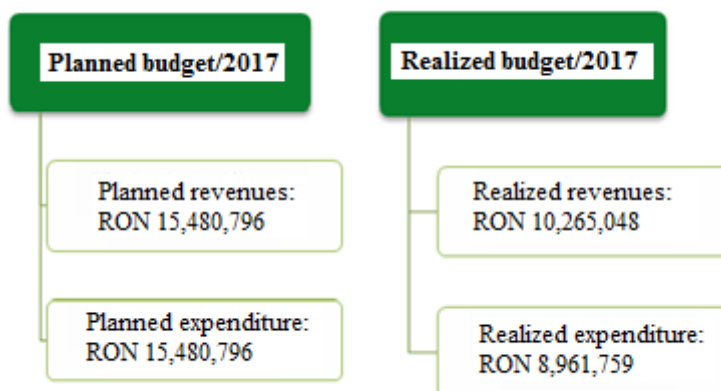 Planned budget/2017
Planned revenues:
RON 15,480,796
Planned expenditure:
RON 15,480,796
Realized budget/2017
Realized revenues:
RON 10,265,048
Realized expenditure:
RON 8,961,759